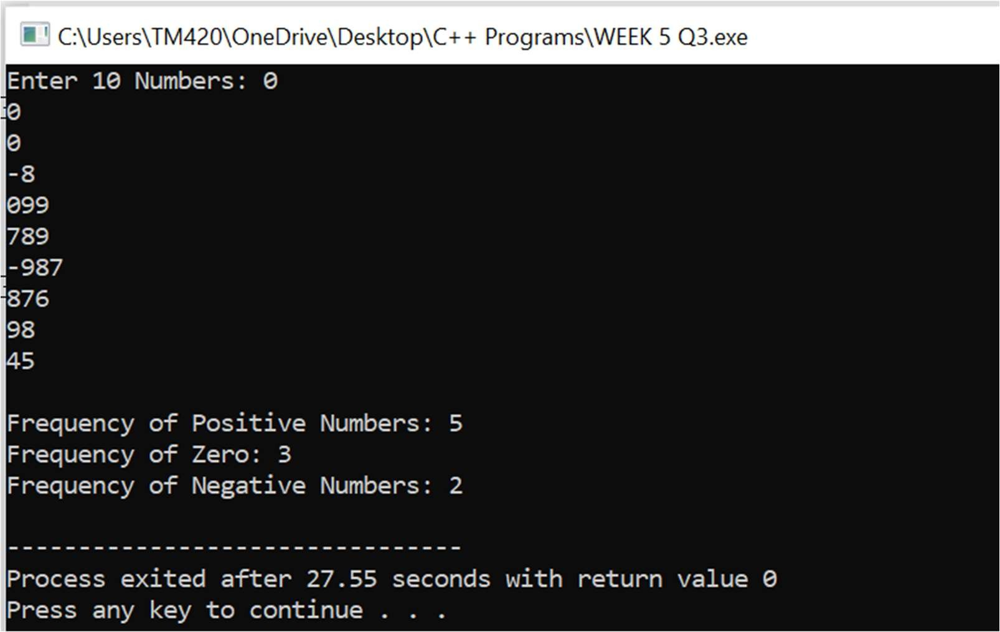 C:\Users\TM420\OneDrive\Desktop\C++ Programs\WEEK 5 Q3.exe
Enter 10 Numbers: 0
0
0
-8
099
789
-987
876
98
45
Frequency of Positive Numbers: 5
Frequency of Zero: 3
Frequency of Negative Numbers: 2
--------------------------------
Process exited after 27.55 seconds with return value 0
Press any key to continue . . .